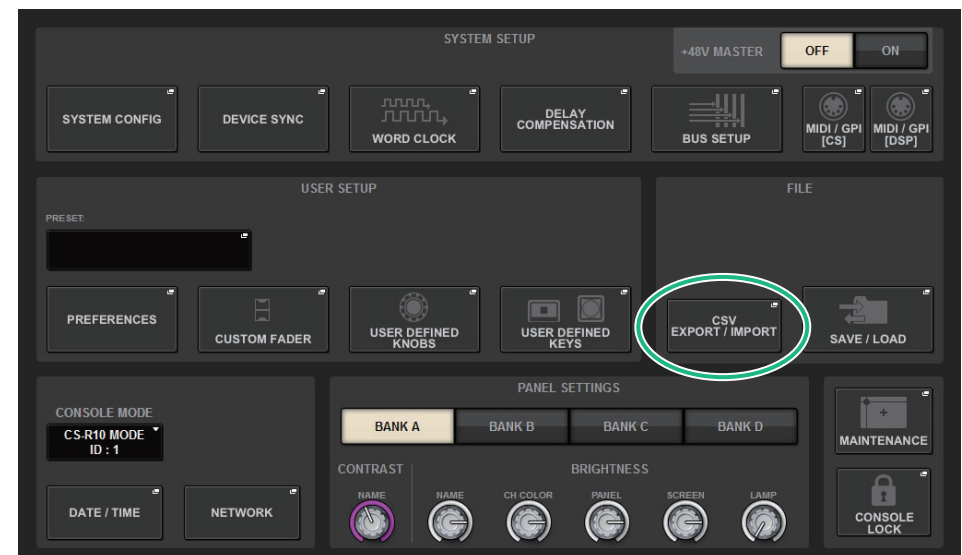 SYSTEM SETUP
+48V MASTER
OFF
ON
SYSTEM CONFIG
DEVICE SYNC
WORD CLOCK
DELAY
COMPENSATION
BUS SETUP
MIDI / GPI
[CS]
MIDI / GPI
[DSP]
USER SETUP
PRESET:
PREFERENCES
CUSTOM FADER
USER DEFINED
KNOBS
USER DEFINED
KEYS
FILE
CSV
EXPORT / IMPORT
SAVE / LOAD
CONSOLE MODE
CS-R10 MODE
ID : 1
DATE / TIME
NETWORK
PANEL SETTINGS
BANK A
BANK B
BANK C
BANK D
CONTRAST
BRIGHTNESS
NAME
NAME
CH COLOR
PANEL
SCREEN
LAMP
MAINTENANCE
CONSOLE
LOCK